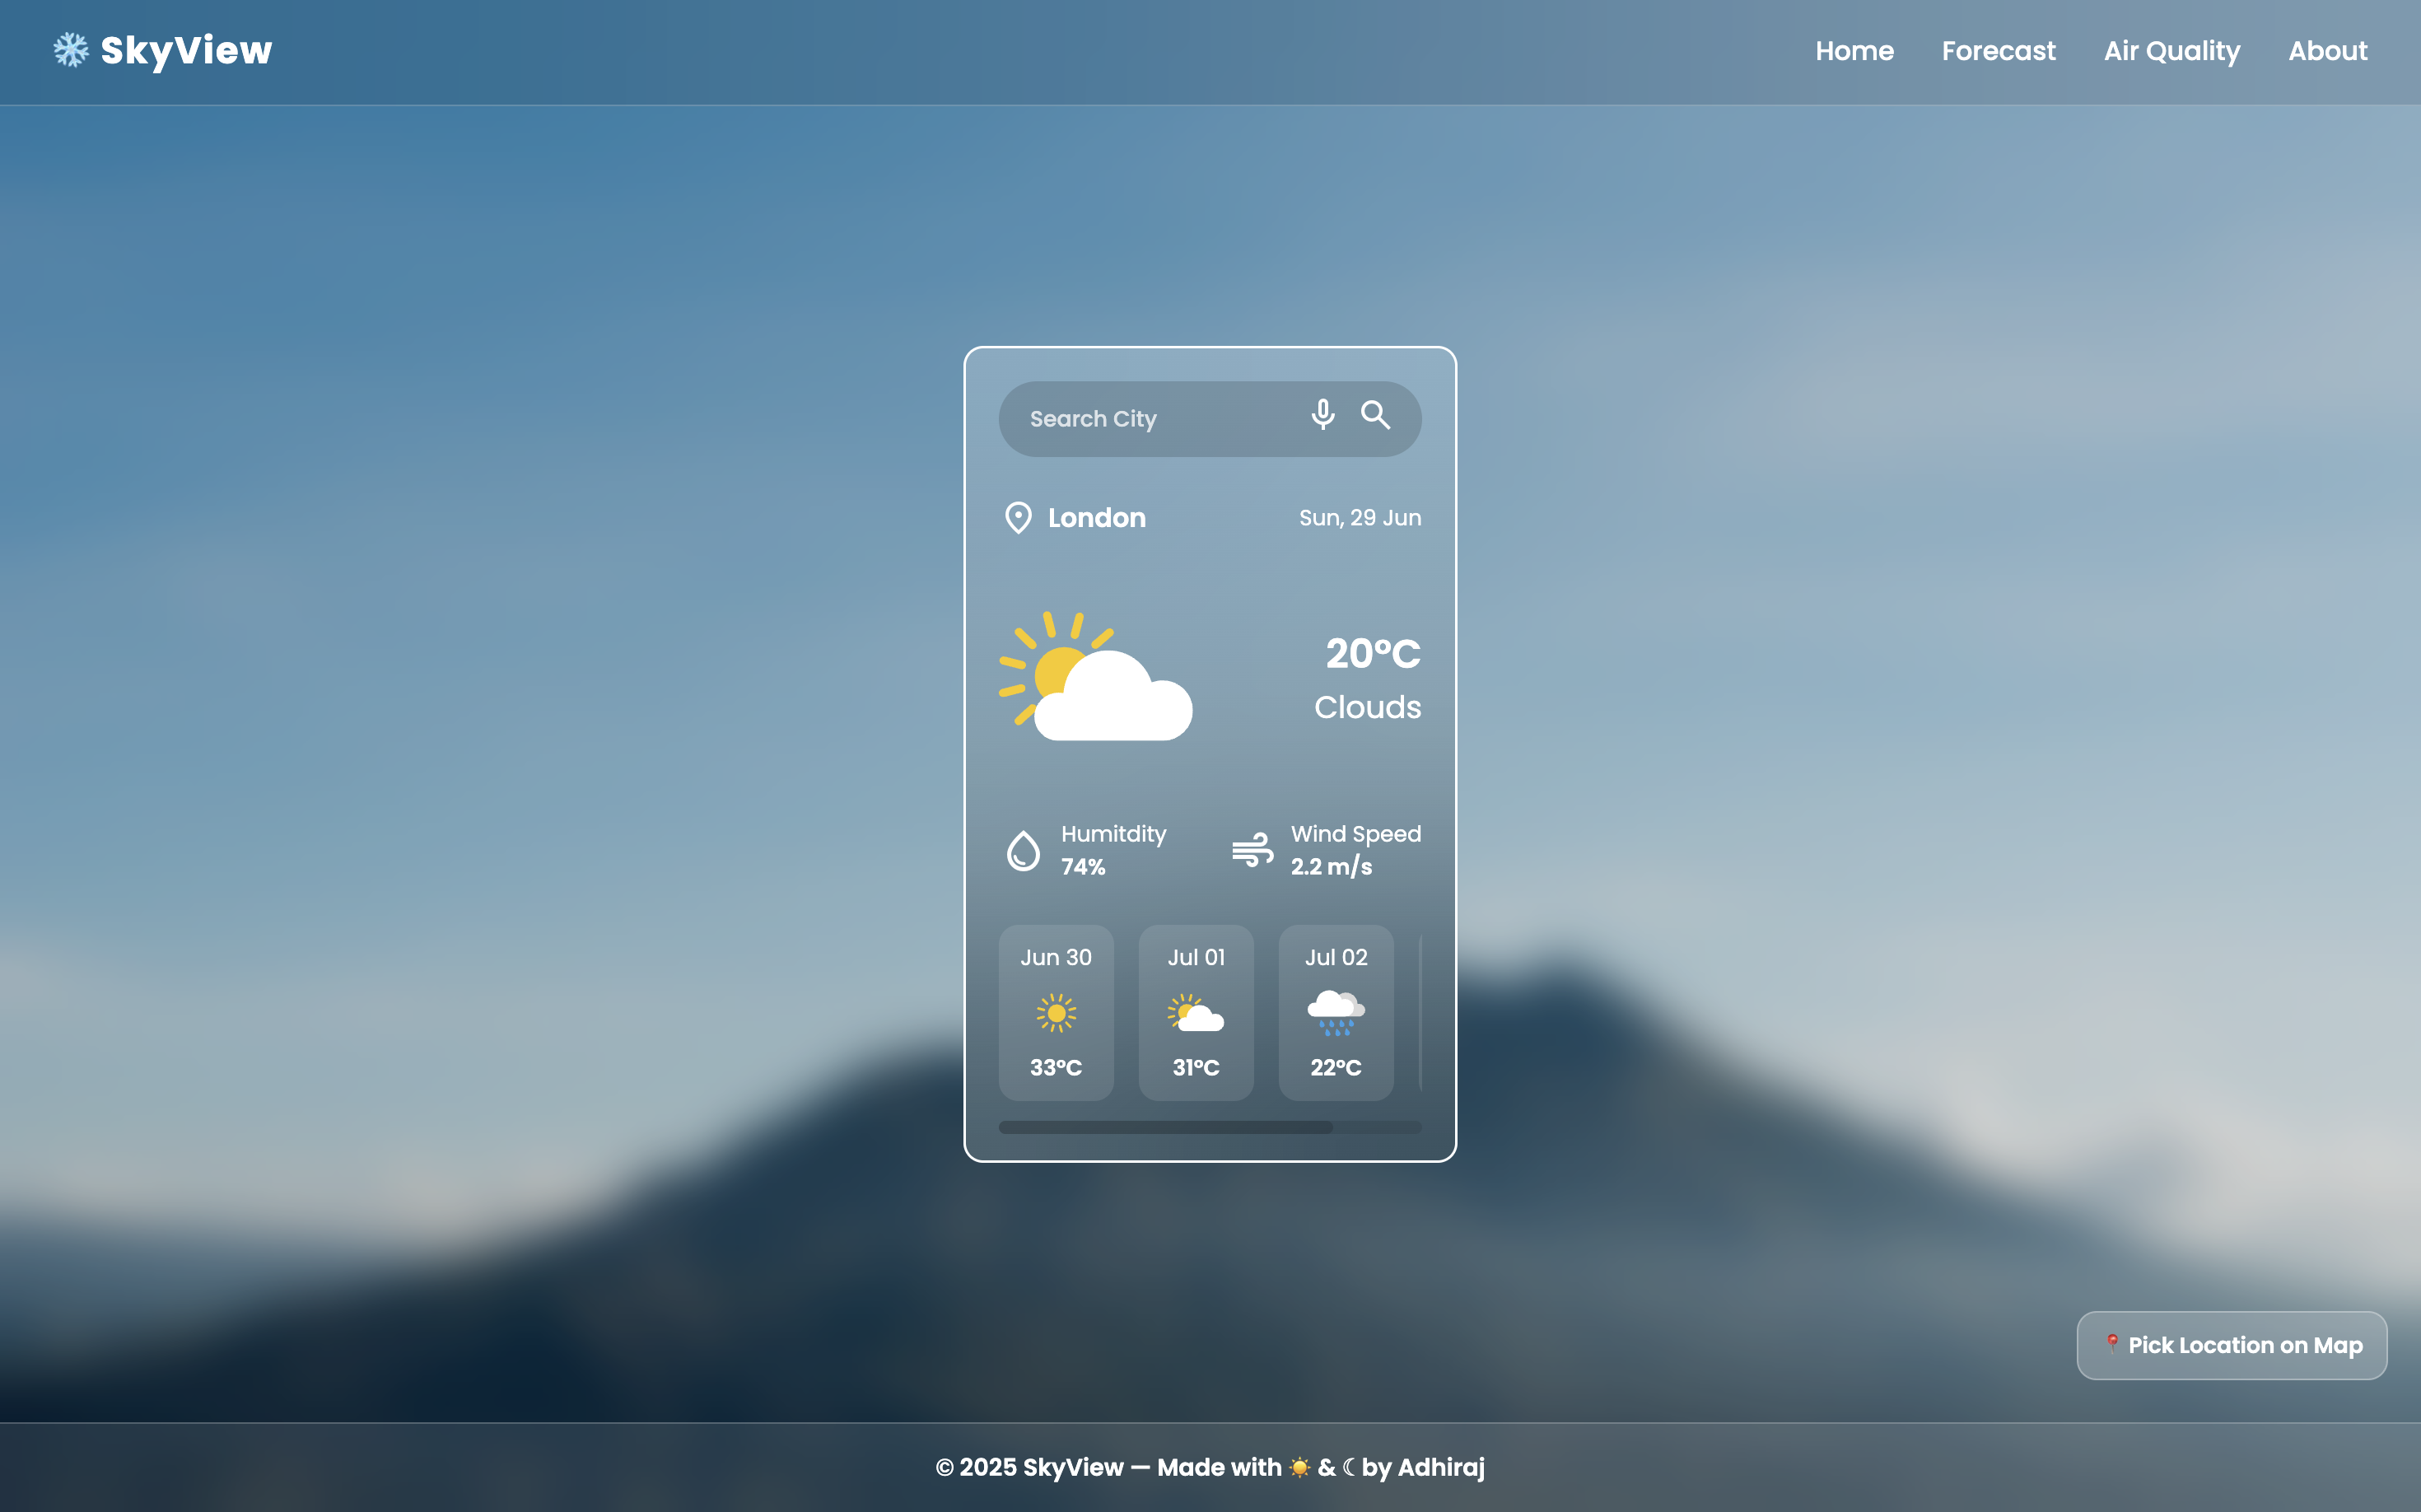 ❄️ SkyView
Home Forecast Air Quality About
Search City
London Sun, 29 Jun
20°C
Clouds
Humitdity Wind Speed
74% 2.2 m/s
Jun 30 Jul 01 Jul 02
33°C 31°C 22°C
📍 Pick Location on Map
© 2025 SkyView — Made with ☀️ & ☾ by Adhiraj